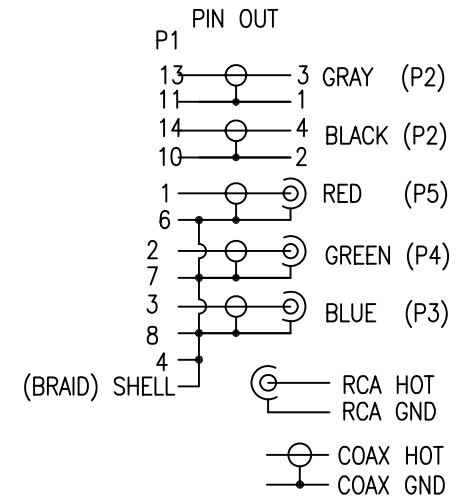 PIN OUT
P1
13 3 GRAY (P2)
11 1
14 4 BLACK (P2)
10 2
1 RED (P5)
6
2 GREEN (P4)
7
3 BLUE (P3)
8
4
(BRAID) SHELL
RCA HOT
RCA GND
COAX HOT
COAX GND